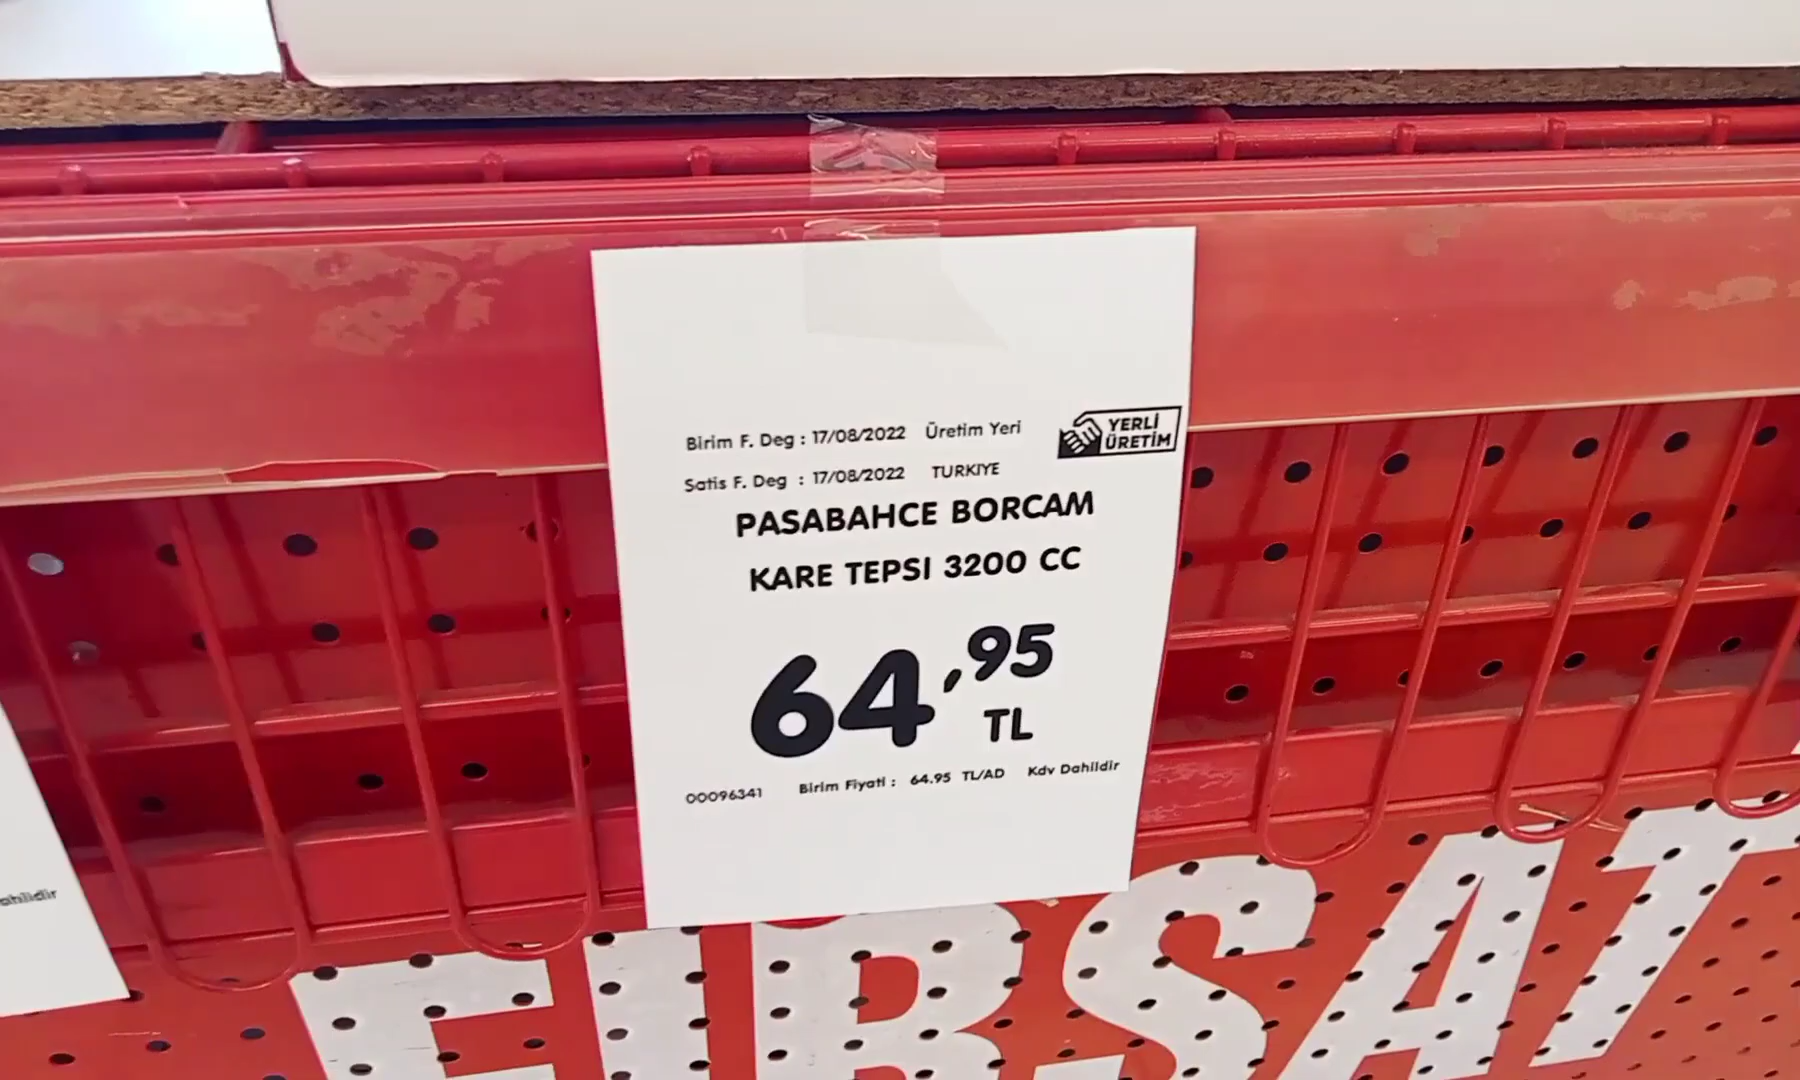 Birim F. Deg : 17/08/2022 Üretim Yeri
YERLİ
ÜRETİM
Satis F. Deg : 17/08/2022 TURKIYE
PASABAHCE BORCAM
KARE TEPSI 3200 CC
64,95
TL
00096341 Birim Fiyati : 64.95 TL/AD Kdv Dahildir
ahildir
FIRSAT